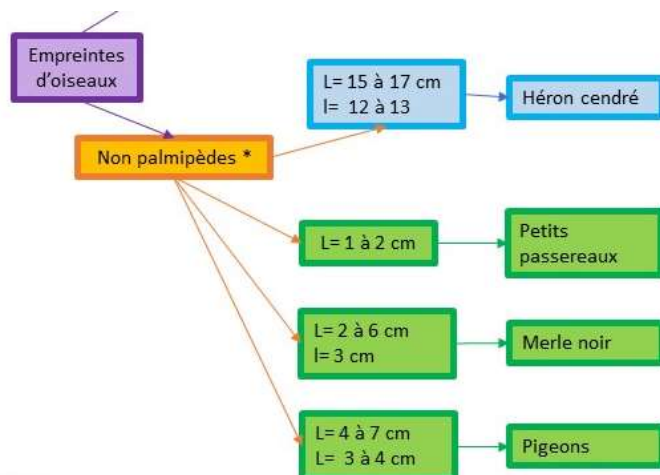 Empreintes
d'oiseaux
Non palmipèdes *
L= 15 à 17 cm
l= 12 à 13
Héron cendré
L= 1 à 2 cm
Petits
passereaux
L= 2 à 6 cm
l= 3 cm
Merle noir
L= 4 à 7 cm
L= 3 à 4 cm
Pigeons